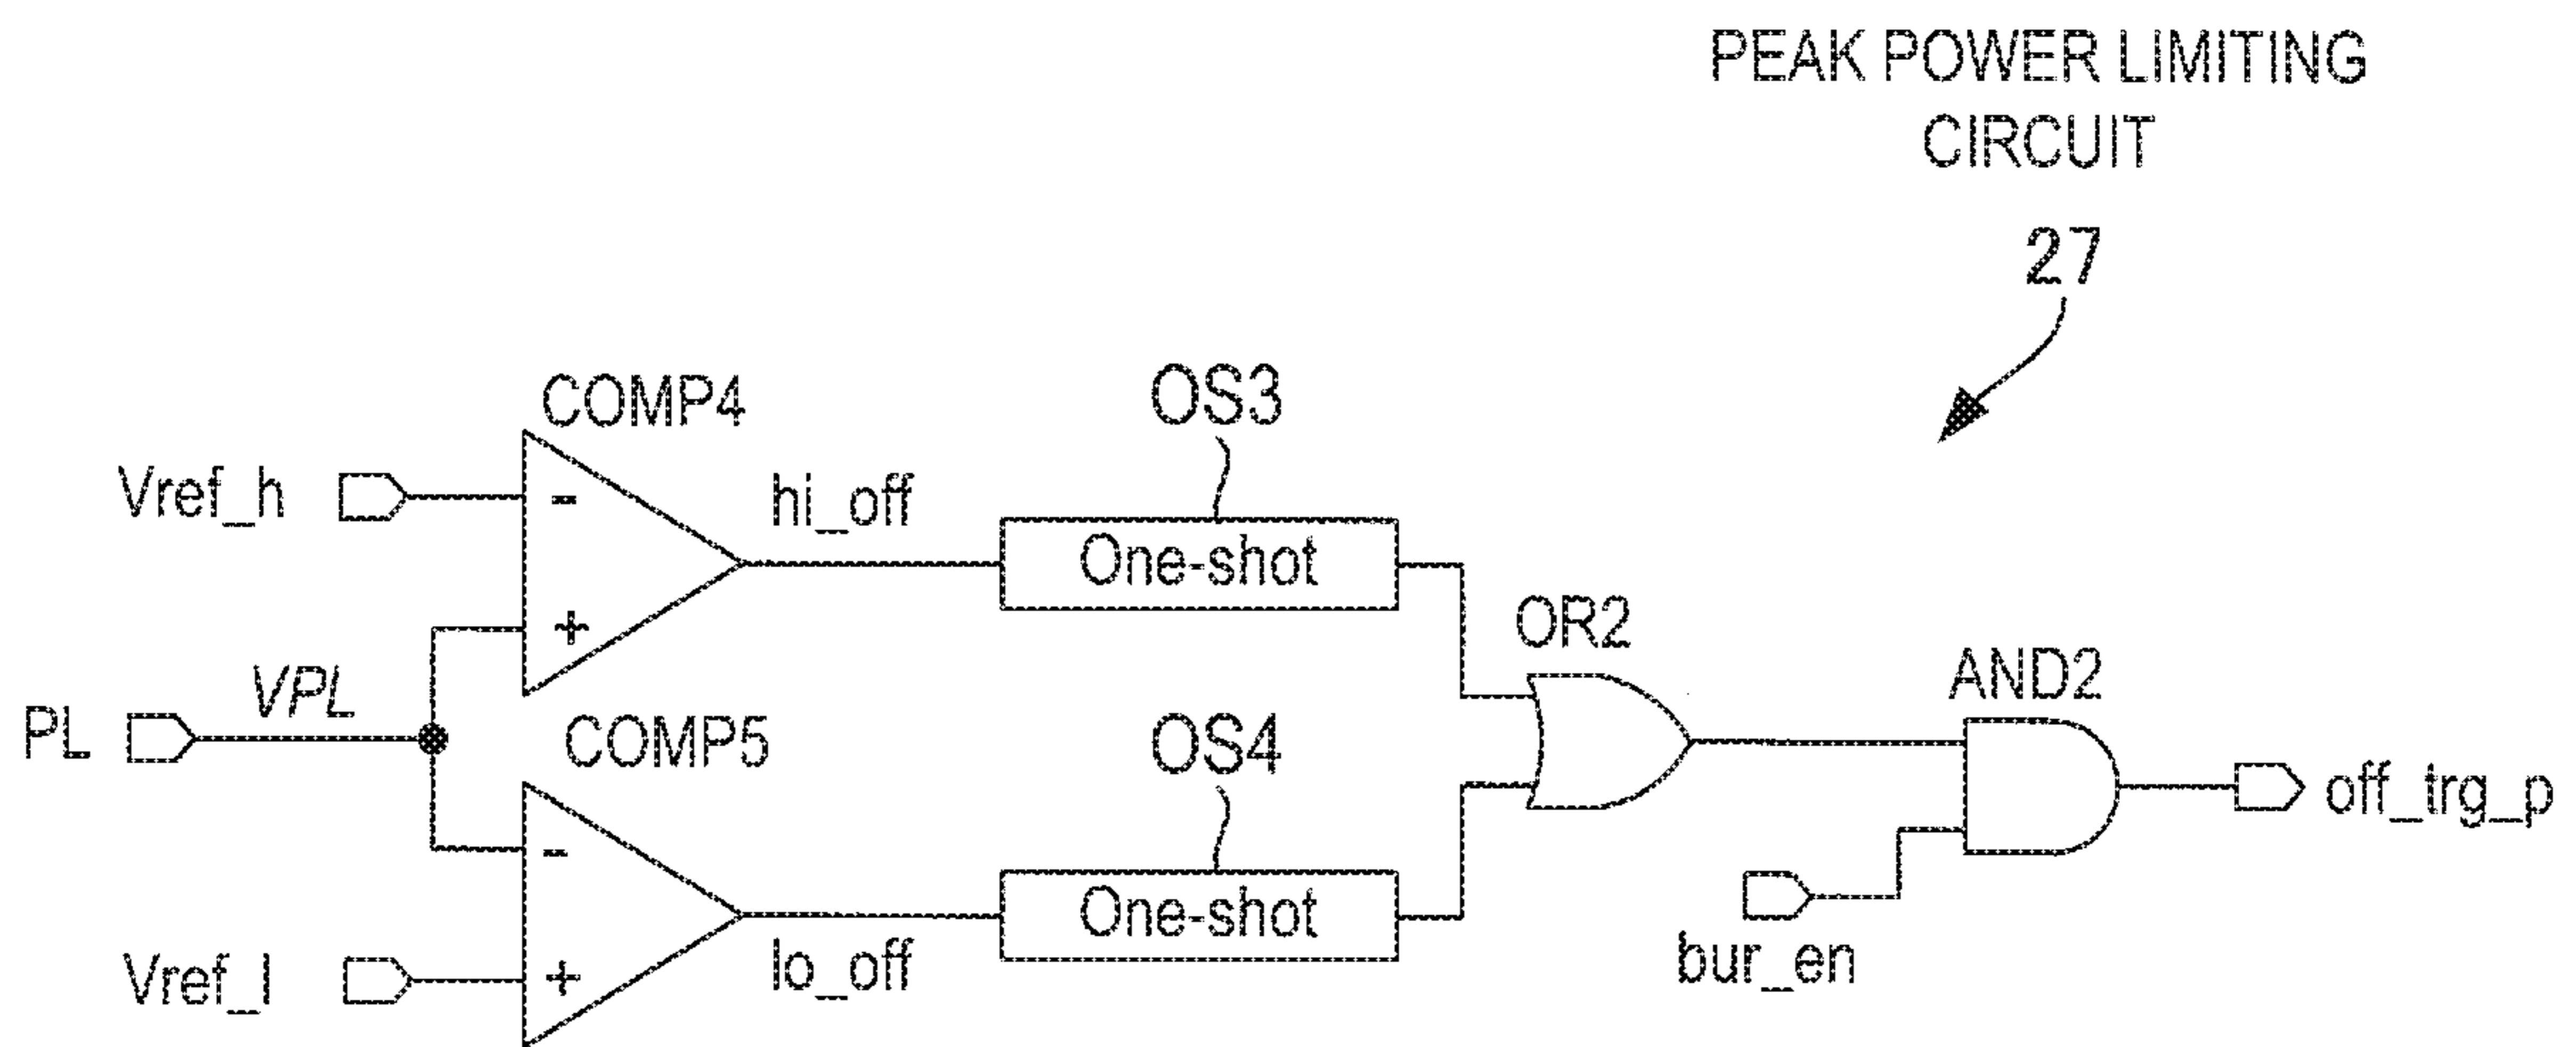 PEAK POWER LIMITING
CIRCUIT
27
COMP4
OS3
Vref_h
-
hi_off
One-shot
+
OR2
VPL
AND2
PL
COMP5
OS4
off_trg_p
-
One-shot
bur_en
Vref_l
+
lo_off